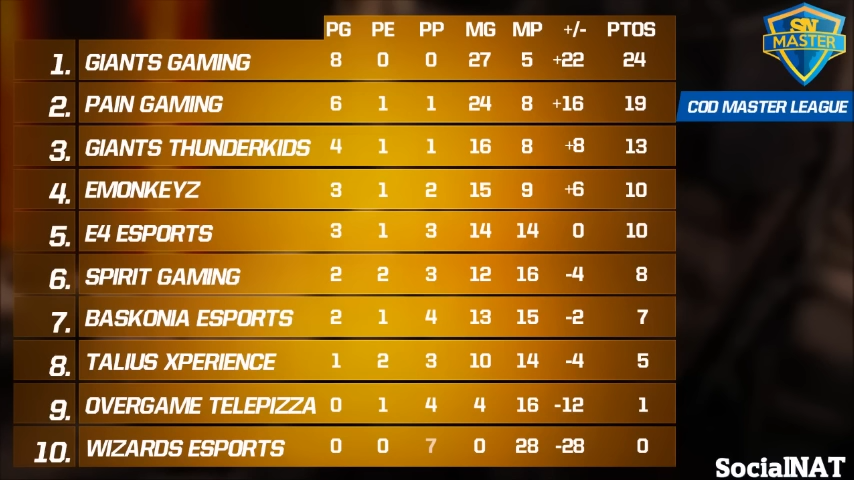 PG PE PP MG MP +/- PTOS
1. GIANTS GAMING 8 0 0 27 5 +22 24
2. PAIN GAMING 6 1 1 24 8 +16 19
3. GIANTS THUNDERKIDS 4 1 1 16 8 +8 13
4. EMONKEYZ 3 1 2 15 9 +6 10
5. E4 ESPORTS 3 1 3 14 14 0 10
6. SPIRIT GAMING 2 2 3 12 16 -4 8
7. BASKONIA ESPORTS 2 1 4 13 15 -2 7
8. TALIUS XPERIENCE 1 2 3 10 14 -4 5
9. OVERGAME TELEPIZZA 0 1 4 4 16 -12 1
10. WIZARDS ESPORTS 0 0 7 0 28 -28 0
SN
MASTER
COD MASTER LEAGUE
SocialNAT